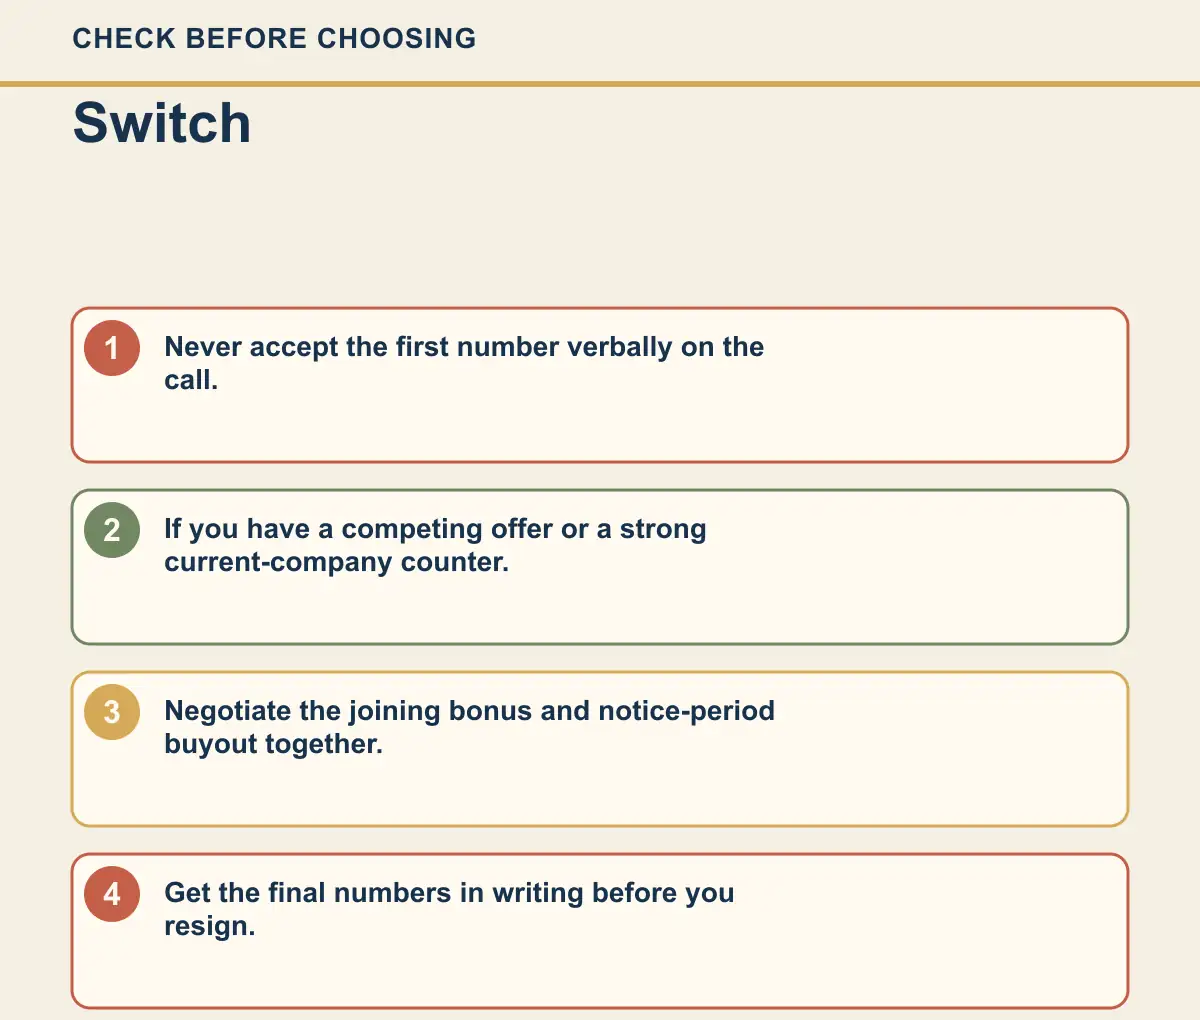 CHECK BEFORE CHOOSING
Switch
1
Never accept the first number verbally on the
call.
2
If you have a competing offer or a strong
current-company counter.
3
Negotiate the joining bonus and notice-period
buyout together.
4
Get the final numbers in writing before you
resign.